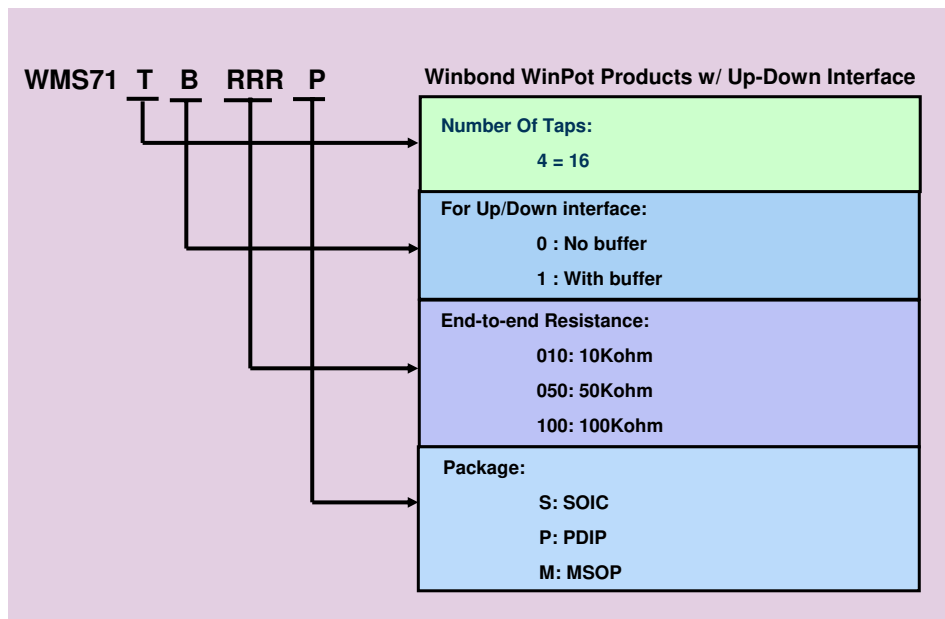 WMS71 T B RRR P
Winbond WinPot Products w/ Up-Down Interface
Number Of Taps:
4 = 16
For Up/Down interface:
0 : No buffer
1 : With buffer
End-to-end Resistance:
010: 10Kohm
050: 50Kohm
100: 100Kohm
Package:
S: SOIC
P: PDIP
M: MSOP